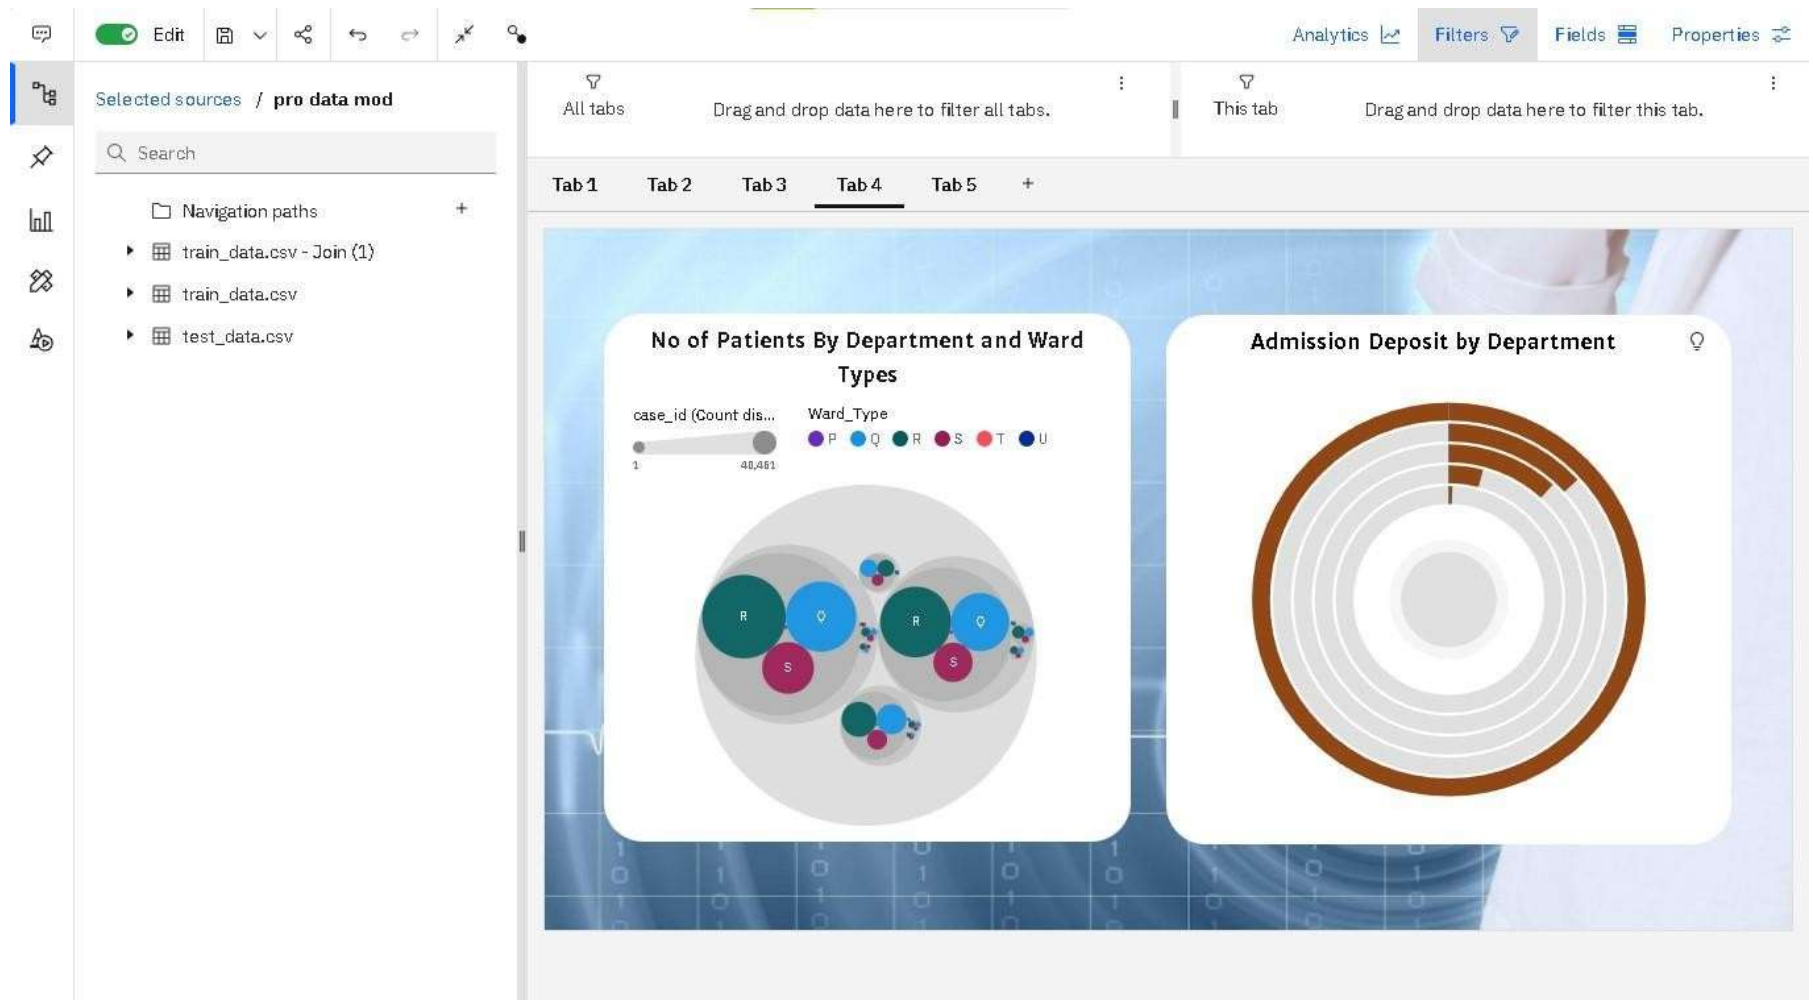 Edit
Analytics
Filters
Fields
Properties
Selected sources / pro data mod
Search
Navigation paths
train_data.csv - Join (1)
train_data.csv
test_data.csv
All tabs
Drag and drop data here to filter all tabs.
This tab
Drag and drop data here to filter this tab.
Tab 1 Tab 2 Tab 3 Tab 4 Tab 5 +
No of Patients By Department and Ward
Types
case_id (Count dis...
1 40,461
Ward_Type
P Q R S T U
R Q R Q
S S
Admission Deposit by Department